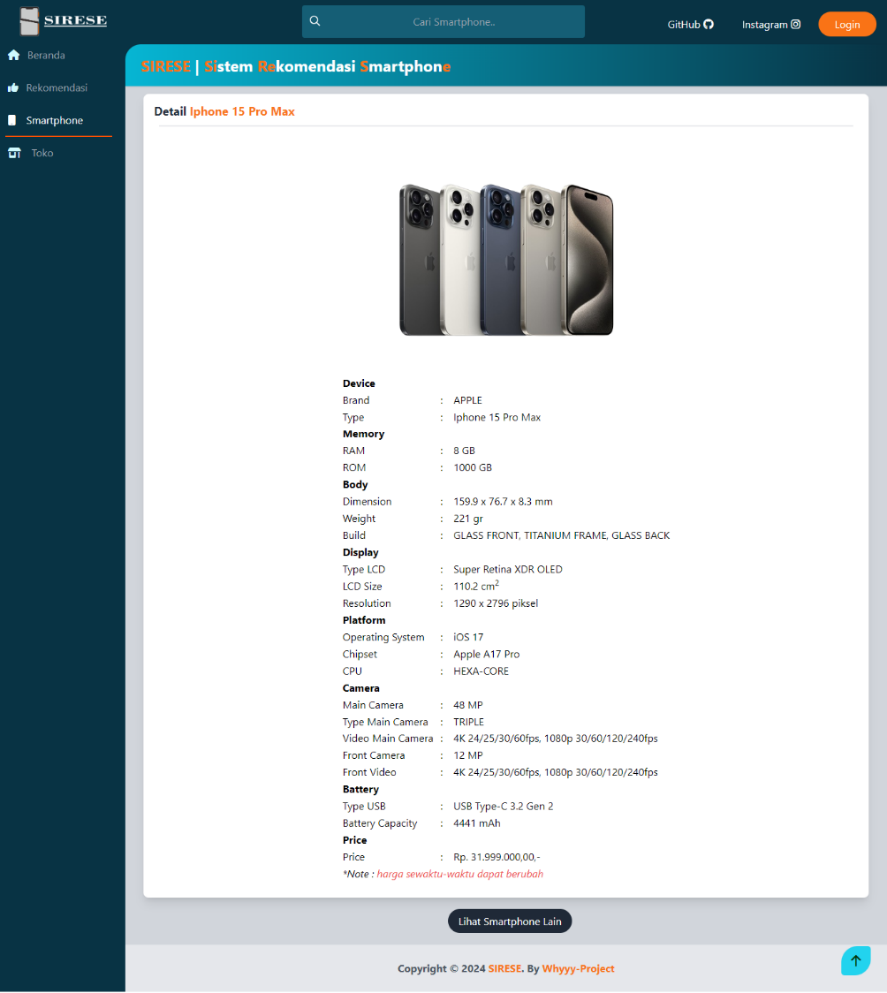 SIRESE
Cari Smartphone..
GitHub
Instagram
Login
Beranda
Rekomendasi
Smartphone
Toko
SIRESE | Sistem Rekomendasi Smartphone
Detail Iphone 15 Pro Max
Device
Brand : APPLE
Type : Iphone 15 Pro Max
Memory
RAM : 8 GB
ROM : 1000 GB
Body
Dimension : 159.9 x 76.7 x 8.3 mm
Weight : 221 gr
Build : GLASS FRONT, TITANIUM FRAME, GLASS BACK
Display
Type LCD : Super Retina XDR OLED
LCD Size : 110.2 cm²
Resolution : 1290 x 2796 piksel
Platform
Operating System : iOS 17
Chipset : Apple A17 Pro
CPU : HEXA-CORE
Camera
Main Camera : 48 MP
Type Main Camera : TRIPLE
Video Main Camera : 4K 24/25/30/60fps, 1080p 30/60/120/240fps
Front Camera : 12 MP
Front Video : 4K 24/25/30/60fps, 1080p 30/60/120/240fps
Battery
Type USB : USB Type-C 3.2 Gen 2
Battery Capacity : 4441 mAh
Price
Price : Rp. 31.999.000,00,-
*Note : harga sewaktu-waktu dapat berubah
Lihat Smartphone Lain
Copyright © 2024 SIRESE. By Whyyy-Project